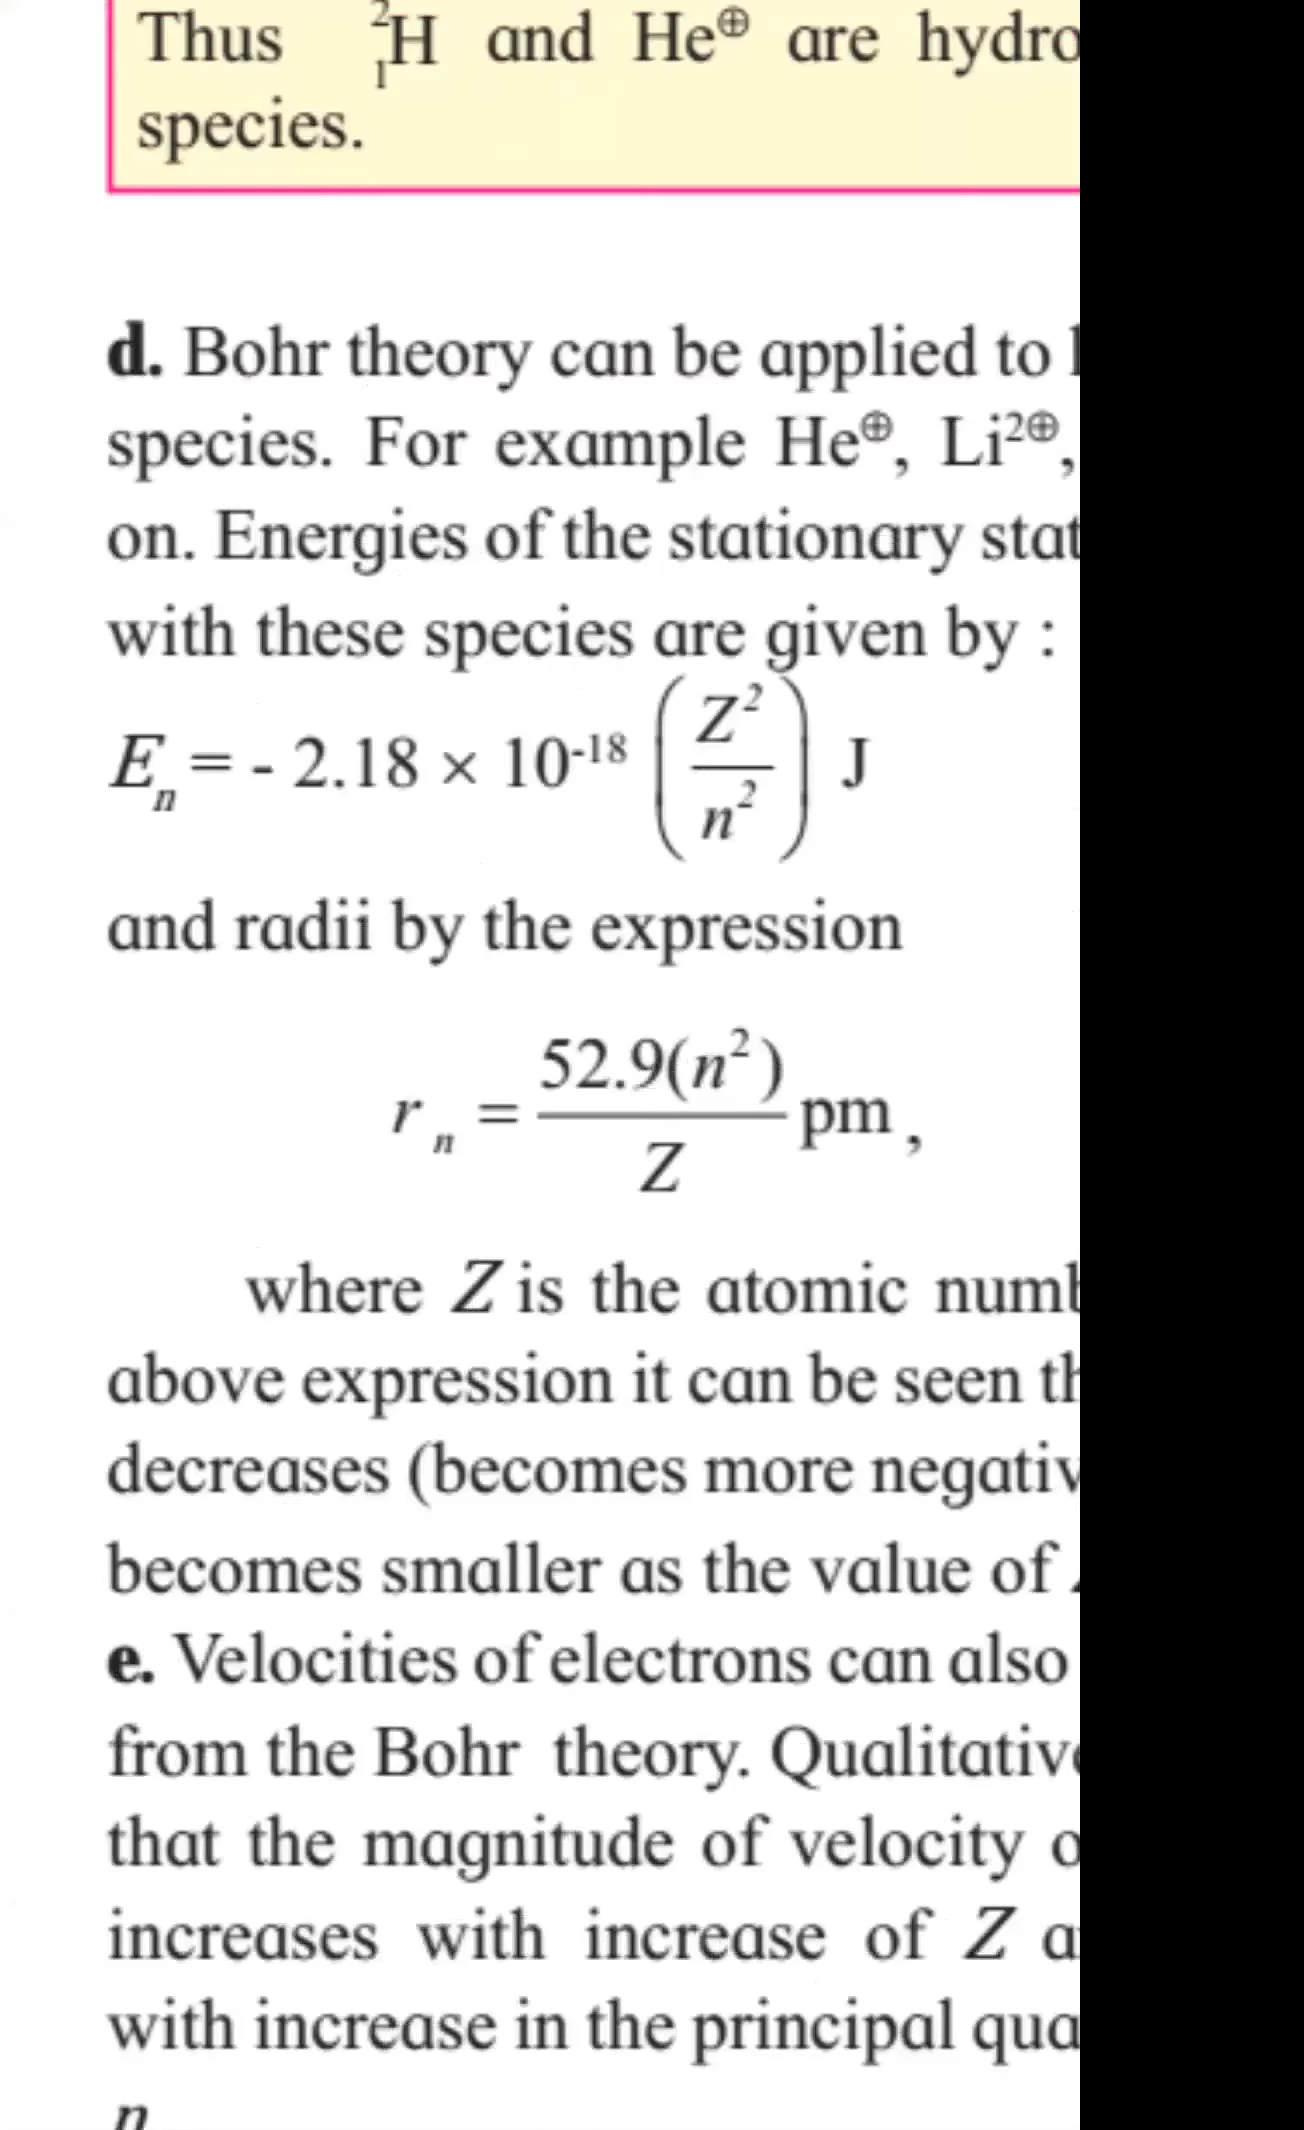 Thus ²₁H and He⊕ are hydro
species.
d. Bohr theory can be applied to
species. For example He⊕, Li²⊕,
on. Energies of the stationary stat
with these species are given by :
Eₙ = - 2.18 × 10⁻¹⁸ (Z²/n²) J
and radii by the expression
rₙ = 52.9(n²)/Z pm,
where Z is the atomic num
above expression it can be seen th
decreases (becomes more negativ
becomes smaller as the value of
e. Velocities of electrons can also
from the Bohr theory. Qualitative
that the magnitude of velocity o
increases with increase of Z a
with increase in the principal qua
n